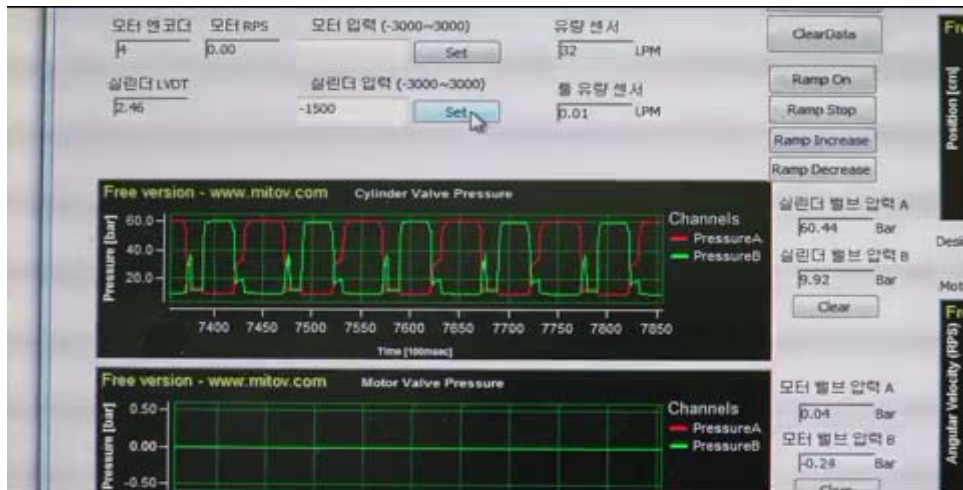 모터 엔코더 모터 RPS 모터 입력 (-3000~3000) 유량 센서
4 0.00 Set 32 LPM
실린더 LVDT 실린더 입력 (-3000~3000) 툴 유량 센서
2.46 -1500 Set 0.01 LPM
ClearData
Ramp On
Ramp Stop
Ramp Increase
Ramp Decrease
Free version - www.mitov.com Cylinder Valve Pressure
Pressure [bar]
60.0
40.0
20.0
7400 7450 7500 7550 7600 7650 7700 7750 7800 7850
Time [100msec]
Channels
PressureA
PressureB
실린더 밸브 압력 A
60.44 Bar
실린더 밸브 압력 B
9.92 Bar
Clear
Free version - www.mitov.com Motor Valve Pressure
Pressure [bar]
0.50
0.00
-0.50
Channels
PressureA
PressureB
모터 밸브 압력 A
0.04 Bar
모터 밸브 압력 B
-0.24 Bar
Position [cm]
Angular Velocity (RPS)